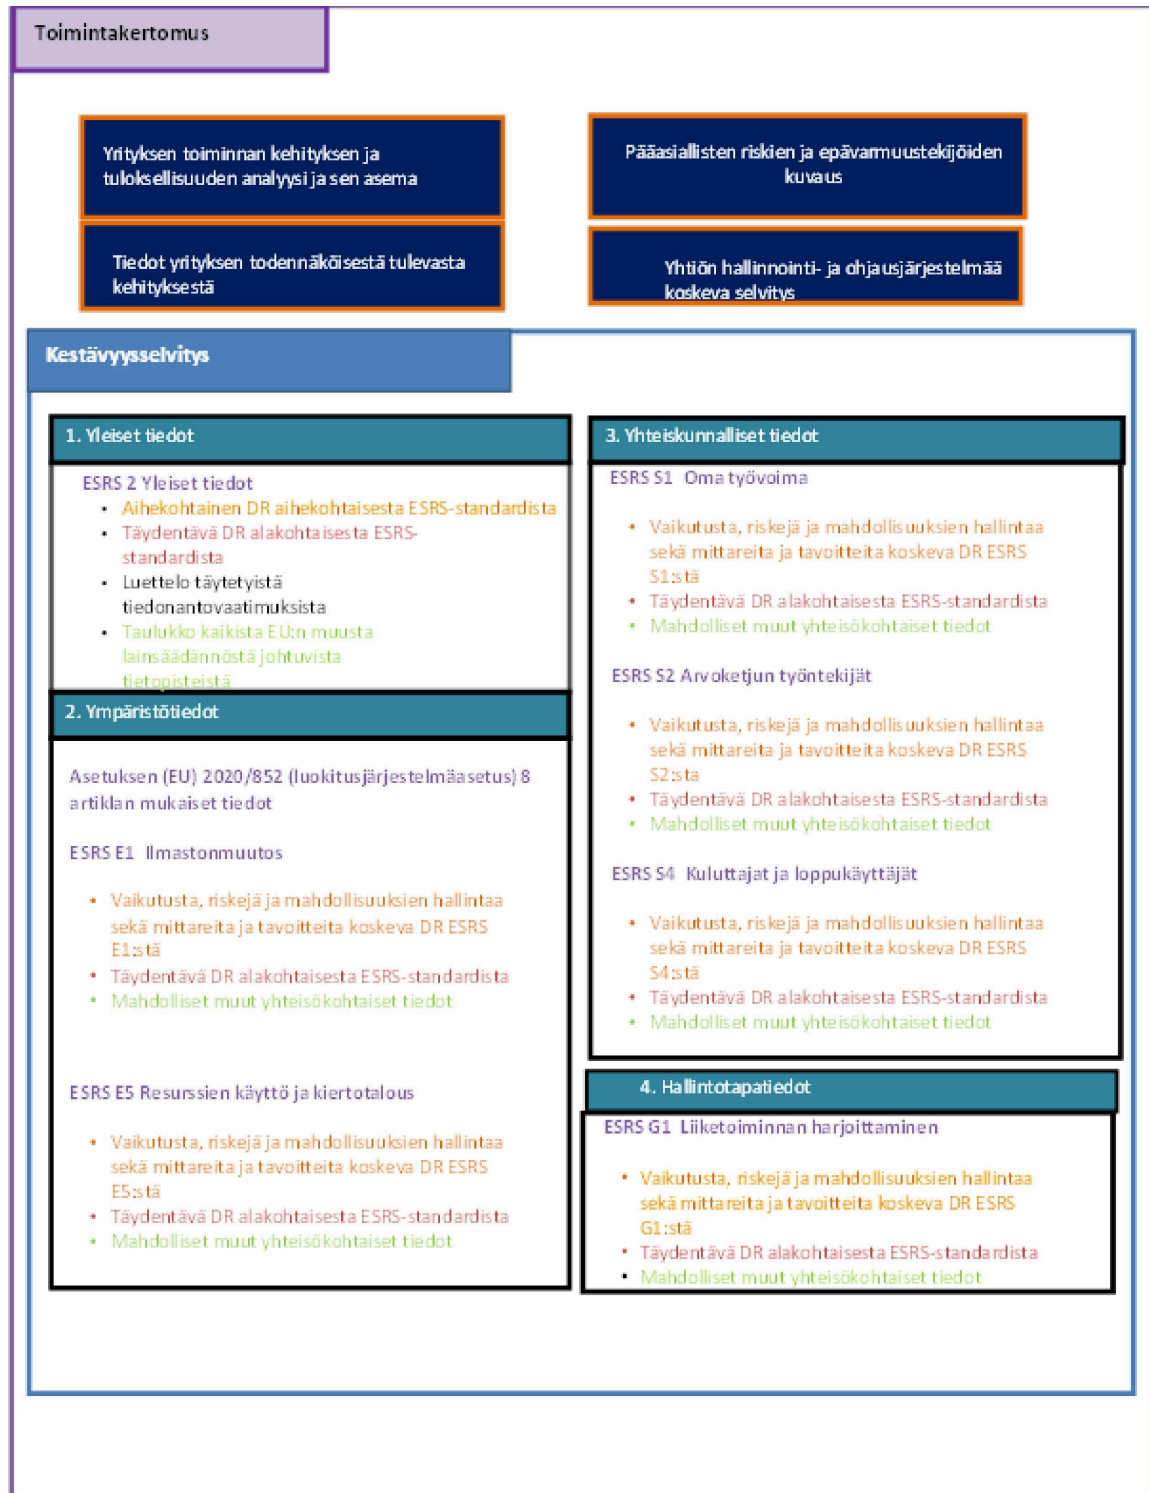 Toimintakertomus
Yrityksen toiminnan kehityksen ja
tuloksellisuuden analyysi ja sen asema
Pääasiallisten riskien ja epävarmuustekijöiden
kuvaus
Tiedot yrityksen todennäköisestä tulevasta
kehityksestä
Yhtiön hallinnointi- ja ohjausjärjestelmää
koskeva selvitys
Kestävyysselvitys
1. Yleiset tiedot
ESRS 2 Yleiset tiedot
• Aihekohtainen DR aihekohtaisesta ESRS-standardista
• Täydentävä DR alakohtaisesta ESRS-
standardista
• Luettelo täytetyistä
tiedonantovaatimuksista
• Taulukko kaikista EU:n muusta
lainsäädännöstä johtuvista
tietopisteistä
2. Ympäristötiedot
Asetuksen (EU) 2020/852 (luokitusjärjestelmäasetus) 8
artiklan mukaiset tiedot
ESRS E1 Ilmastonmuutos
• Vaikutusta, riskejä ja mahdollisuuksien hallintaa
sekä mittareita ja tavoitteita koskeva DR ESRS
E1:stä
• Täydentävä DR alakohtaisesta ESRS-standardista
• Mahdolliset muut yhteisökohtaiset tiedot
ESRS E5 Resurssien käyttö ja kiertotalous
• Vaikutusta, riskejä ja mahdollisuuksien hallintaa
sekä mittareita ja tavoitteita koskeva DR ESRS
E5:stä
• Täydentävä DR alakohtaisesta ESRS-standardista
• Mahdolliset muut yhteisökohtaiset tiedot
3. Yhteiskunnalliset tiedot
ESRS S1 Oma työvoima
• Vaikutusta, riskejä ja mahdollisuuksien hallintaa
sekä mittareita ja tavoitteita koskeva DR ESRS
S1:stä
• Täydentävä DR alakohtaisesta ESRS-standardista
• Mahdolliset muut yhteisökohtaiset tiedot
ESRS S2 Arvoketjun työntekijät
• Vaikutusta, riskejä ja mahdollisuuksien hallintaa
sekä mittareita ja tavoitteita koskeva DR ESRS
S2:sta
• Täydentävä DR alakohtaisesta ESRS-standardista
• Mahdolliset muut yhteisökohtaiset tiedot
ESRS S4 Kuluttajat ja loppukäyttäjät
• Vaikutusta, riskejä ja mahdollisuuksien hallintaa
sekä mittareita ja tavoitteita koskeva DR ESRS
S4:stä
• Täydentävä DR alakohtaisesta ESRS-standardista
• Mahdolliset muut yhteisökohtaiset tiedot
4. Hallintotapatiedot
ESRS G1 Liiketoiminnan harjoittaminen
• Vaikutusta, riskejä ja mahdollisuuksien hallintaa
sekä mittareita ja tavoitteita koskeva DR ESRS
G1:stä
• Täydentävä DR alakohtaisesta ESRS-standardista
• Mahdolliset muut yhteisökohtaiset tiedot